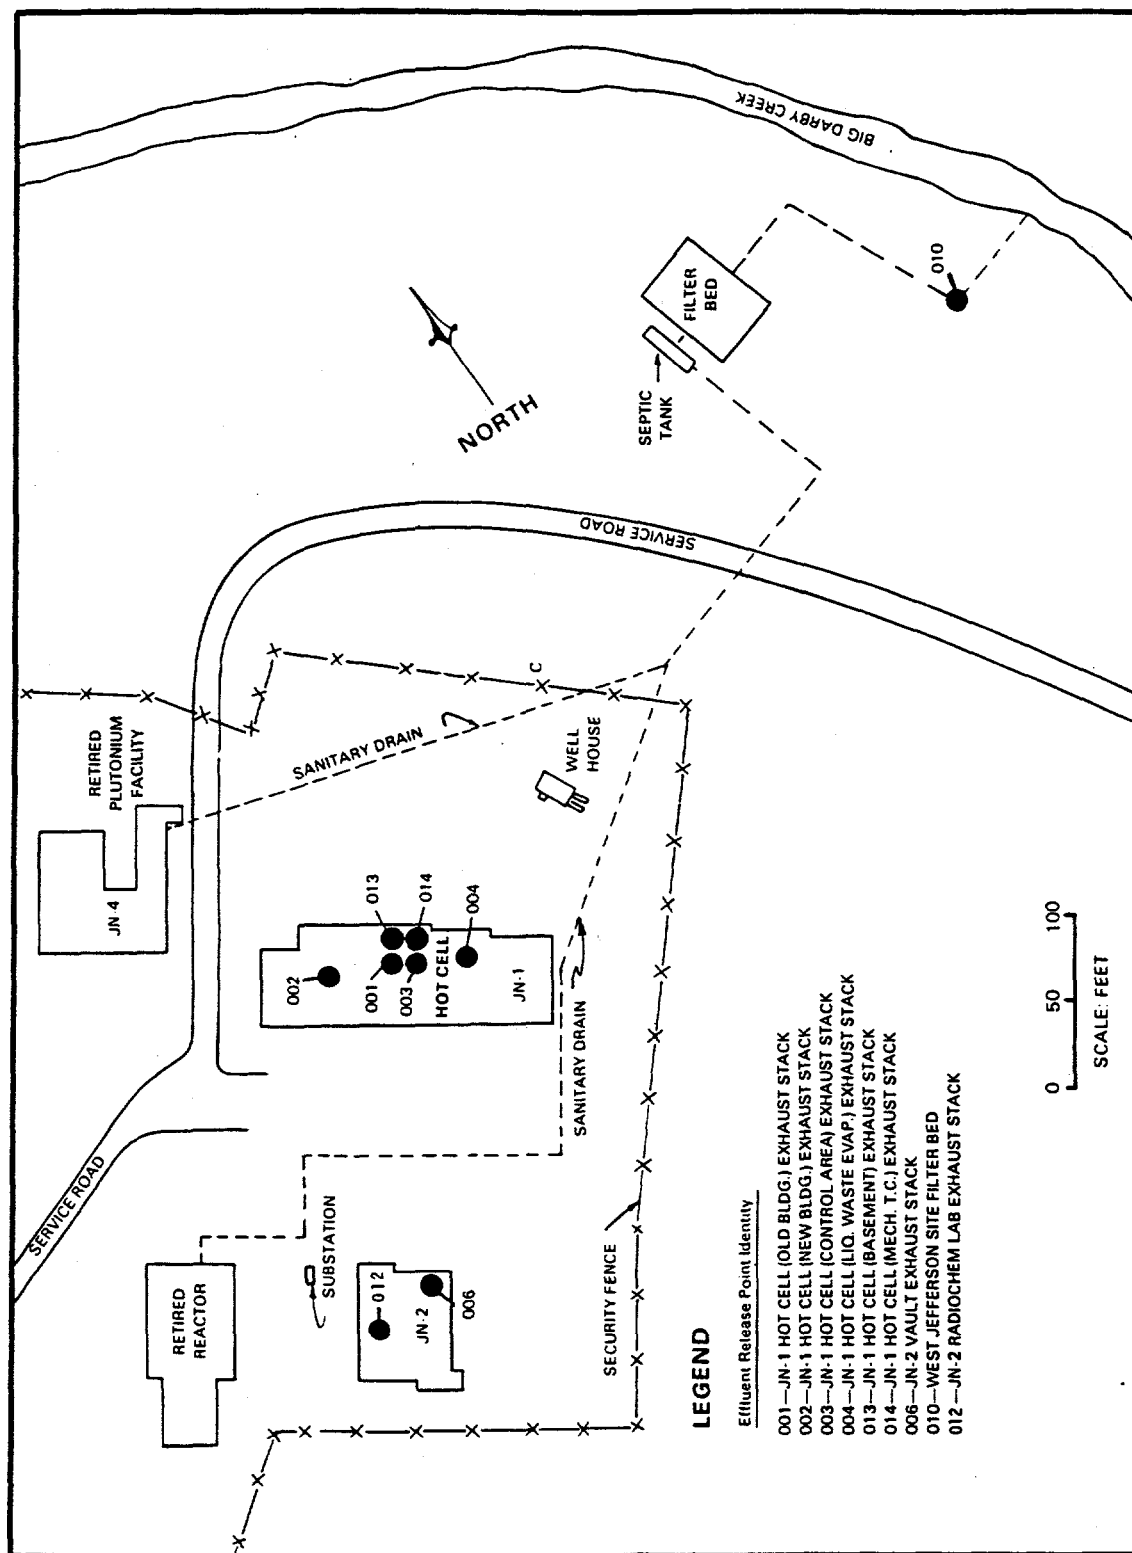 BIG DARBY CREEK
010
FILTER
BED
SEPTIC
TANK
NORTH
SERVICE ROAD
C
WELL
HOUSE
SANITARY DRAIN
RETIRED
PLUTONIUM
FACILITY
JN-4
013
014
004
002
001
003
HOT CELL
JN-1
SANITARY DRAIN
SERVICE ROAD
SUBSTATION
RETIRED
REACTOR
012
JN-2
006
SECURITY FENCE
LEGEND
Effluent Release Point Identity
001—JN-1 HOT CELL (OLD BLDG.) EXHAUST STACK
002—JN-1 HOT CELL (NEW BLDG.) EXHAUST STACK
003—JN-1 HOT CELL (CONTROL AREA) EXHAUST STACK
004—JN-1 HOT CELL (LIQ. WASTE EVAP.) EXHAUST STACK
013—JN-1 HOT CELL (BASEMENT) EXHAUST STACK
014—JN-1 HOT CELL (MECH. T.C.) EXHAUST STACK
006—JN-2 VAULT EXHAUST STACK
010—WEST JEFFERSON SITE FILTER BED
012—JN-2 RADIOCHEM LAB EXHAUST STACK
0 50 100
SCALE: FEET